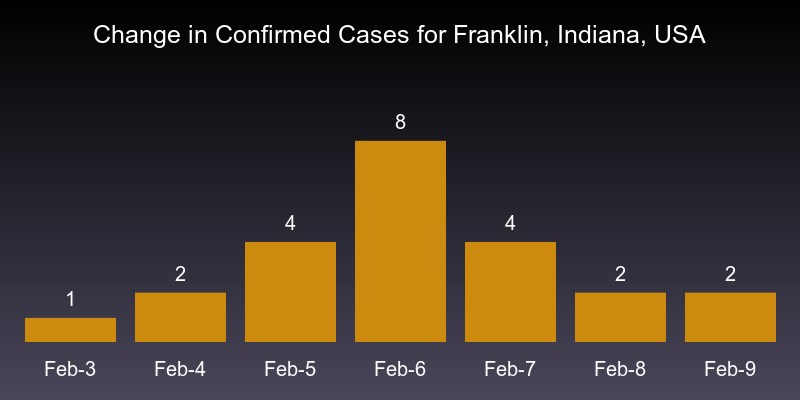 Change in Confirmed Cases for Franklin, Indiana, USA
8
4 4
2 2 2
1
Feb-3 Feb-4 Feb-5 Feb-6 Feb-7 Feb-8 Feb-9